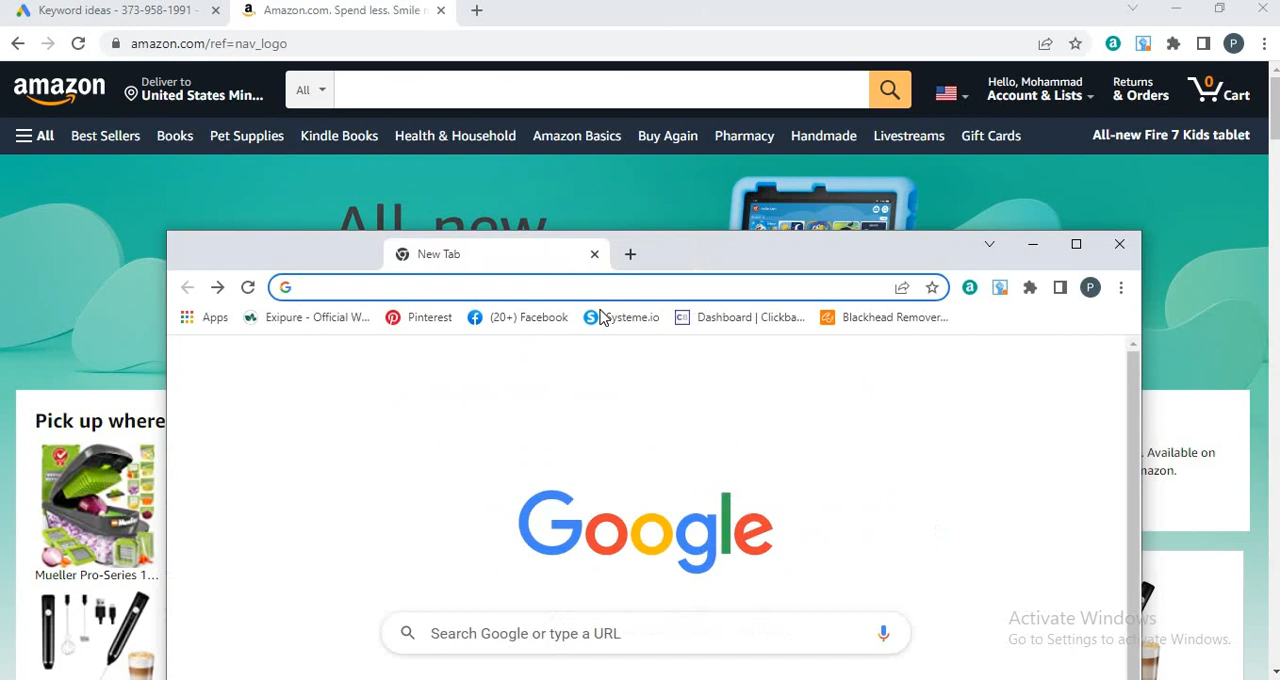 Keyword ideas - 373-958-1991 -
Amazon.com. Spend less. Smile
amazon.com/ref=nav_logo
P
amazon
Deliver to
United States Min...
All
Hello, Mohammad
Account & Lists
Returns
& Orders
0
Cart
All
Best Sellers
Books
Pet Supplies
Kindle Books
Health & Household
Amazon Basics
Buy Again
Pharmacy
Handmade
Livestreams
Gift Cards
All-new Fire 7 Kids tablet
All-new
New Tab
P
Apps
Exipure - Official W...
Pinterest
(20+) Facebook
Systeme.io
Dashboard | Clickba...
Blackhead Remover...
Pick up where
Mueller Pro-Series 1...
. Available on
Google
Search Google or type a URL
Activate Windows
Go to Settings to activate Windows.